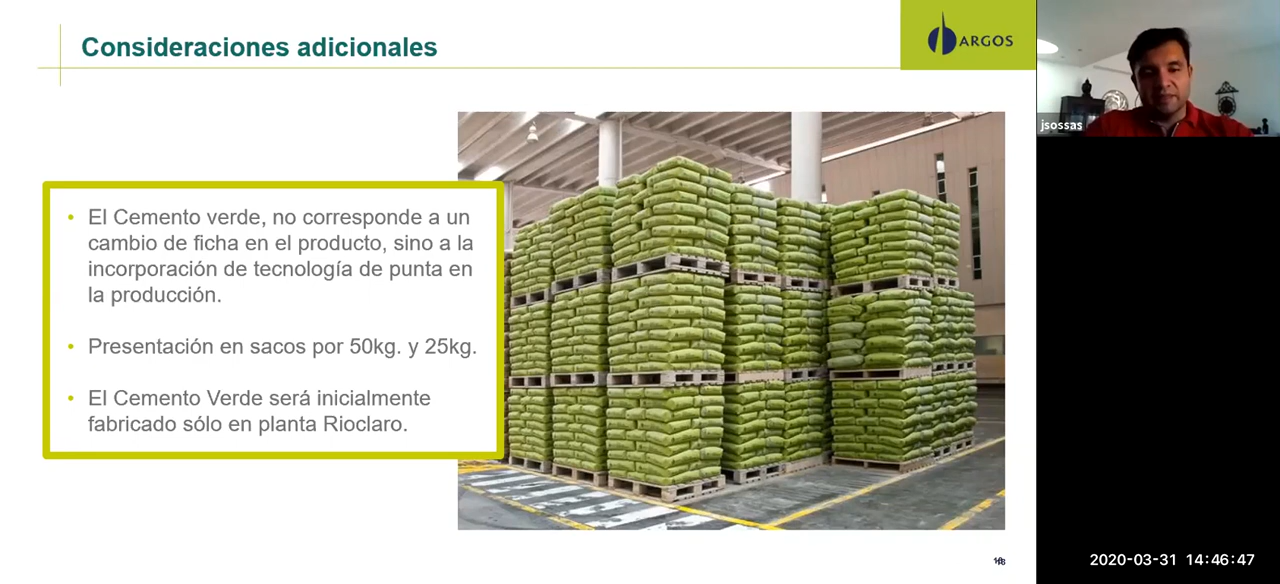 Consideraciones adicionales
ARGOS
jsossas
• El Cemento verde, no corresponde a un
cambio de ficha en el producto, sino a la
incorporación de tecnología de punta en
la producción.
• Presentación en sacos por 50kg. y 25kg.
• El Cemento Verde será inicialmente
fabricado sólo en planta Rioclaro.
2020-03-31 14:46:47